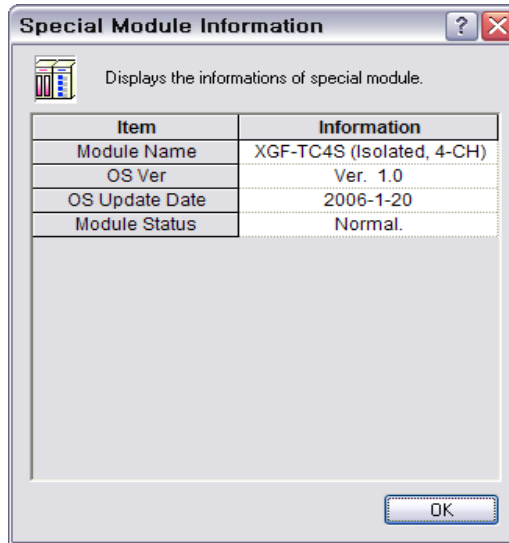 Special Module Information
Displays the informations of special module.
Item Information
Module Name XGF-TC4S (Isolated, 4-CH)
OS Ver Ver. 1.0
OS Update Date 2006-1-20
Module Status Normal.
OK